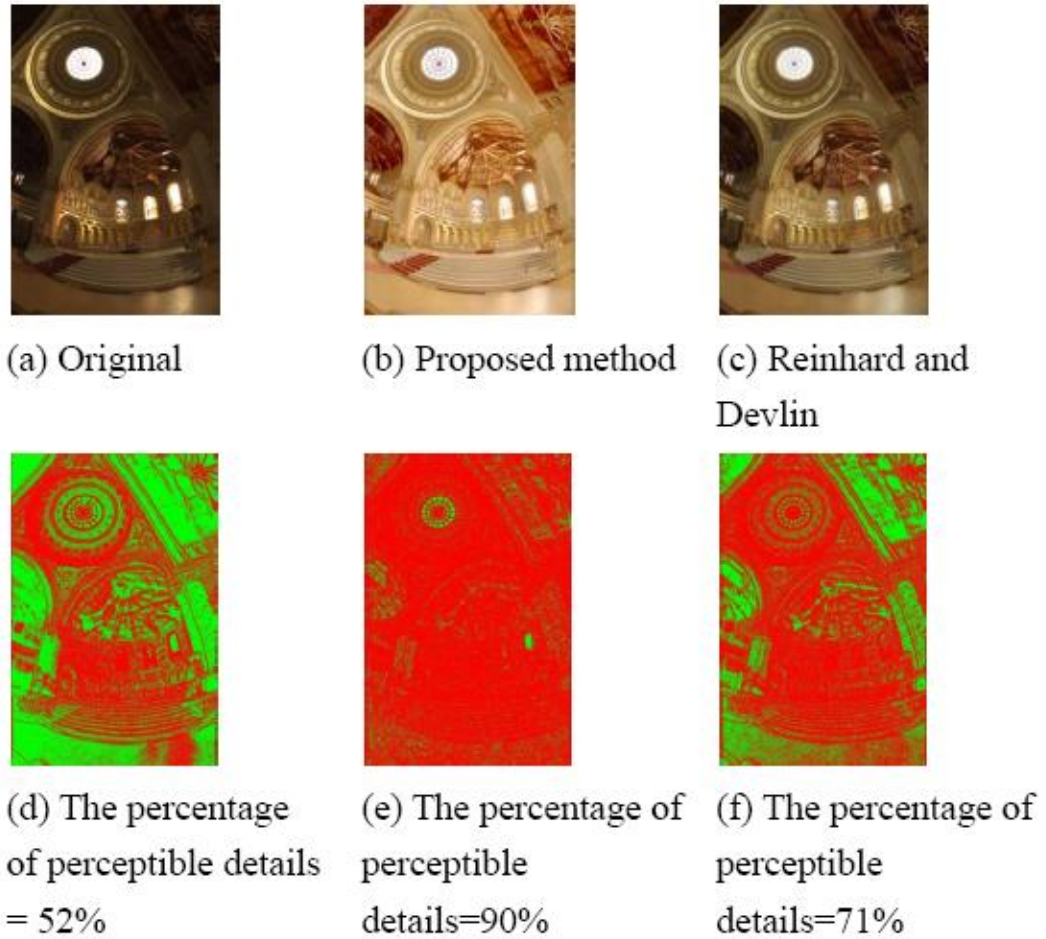 (a) Original
(b) Proposed method
(c) Reinhard and
Devlin
(d) The percentage
of perceptible details
= 52%
(e) The percentage of
perceptible
details=90%
(f) The percentage of
perceptible
details=71%